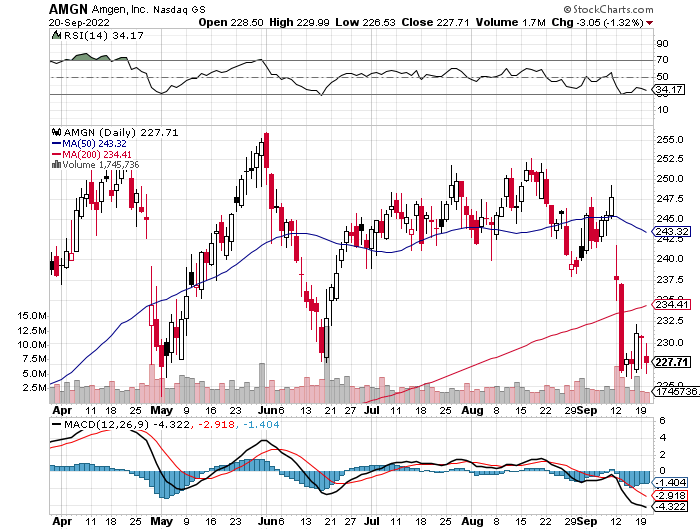 AMGN Amgen, Inc. Nasdaq GS © StockCharts.com
20-Sep-2022 Open 228.50 High 229.99 Low 226.53 Close 227.71 Volume 1.7M Chg -3.05 (-1.32%)
RSI(14) 34.17
90
70
50
34.17
30
10
AMGN (Daily) 227.71
MA(50) 243.32
MA(200) 234.41
Volume 1,745,736
255.0
252.5
250.0
247.5
245.0
243.32
242.5
240.0
237.5
235.0
234.41
232.5
230.0
227.71
225.0
1745736
15.0M
12.5M
10.0M
7.5M
5.0M
2.5M
Apr 11 18 25 May 9 16 23 Jun 6 13 21 27 Jul 11 18 25 Aug 8 15 22 29 Sep 12 19
MACD(12,26,9) -4.322, -2.918, -1.404
6
4
2
0
-1.404
-2.918
-4.322
Apr 11 18 25 May 9 16 23 Jun 6 13 21 27 Jul 11 18 25 Aug 8 15 22 29 Sep 12 19